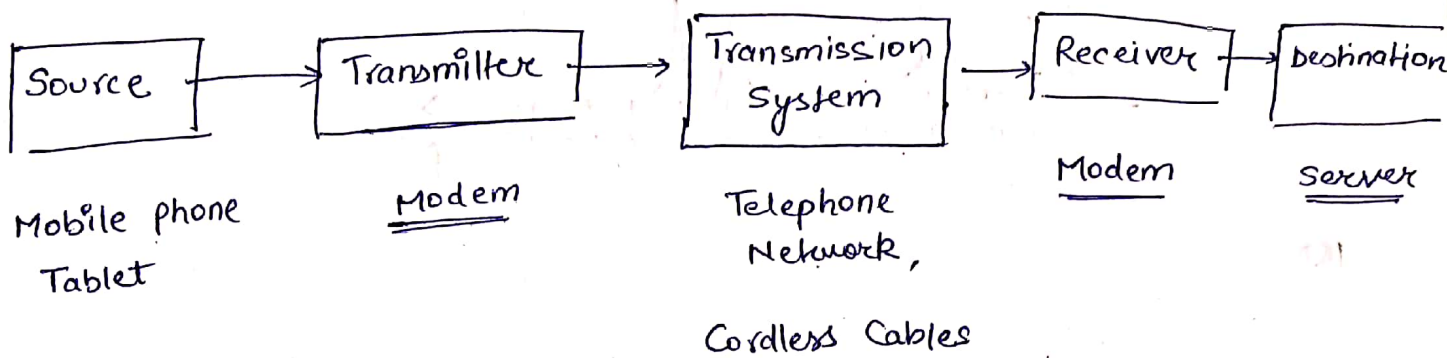 Source
Transmitter
Transmission
System
Receiver
Destination
Mobile phone
Tablet
Modem
Telephone
Network,
Cordless Cables
Modem
server